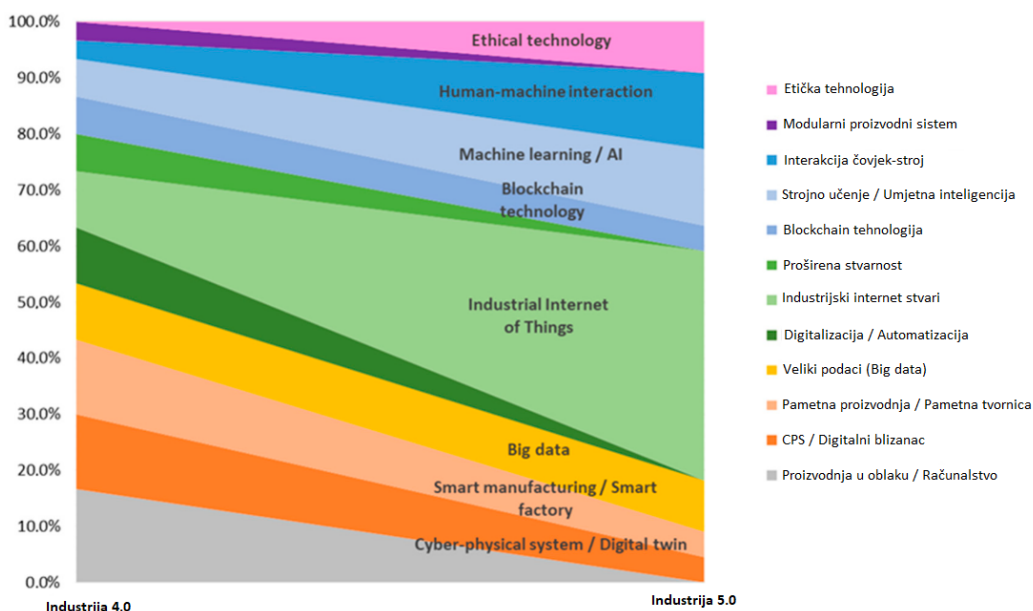 100.0%
90.0%
80.0%
70.0%
60.0%
50.0%
40.0%
30.0%
20.0%
10.0%
0.0%
Ethical technology
Human-machine interaction
Machine learning / AI
Blockchain
technology
Industrial Internet
of Things
Big data
Smart manufacturing / Smart
factory
Cyber-physical system / Digital twin
Industrija 4.0
Industrija 5.0
Etička tehnologija
Modularni proizvodni sistem
Interakcija čovjek-stroj
Strojno učenje / Umjetna inteligencija
Blockchain tehnologija
Proširena stvarnost
Industrijski internet stvari
Digitalizacija / Automatizacija
Veliki podaci (Big data)
Pametna proizvodnja / Pametna tvornica
CPS / Digitalni blizanac
Proizvodnja u oblaku / Računalstvo